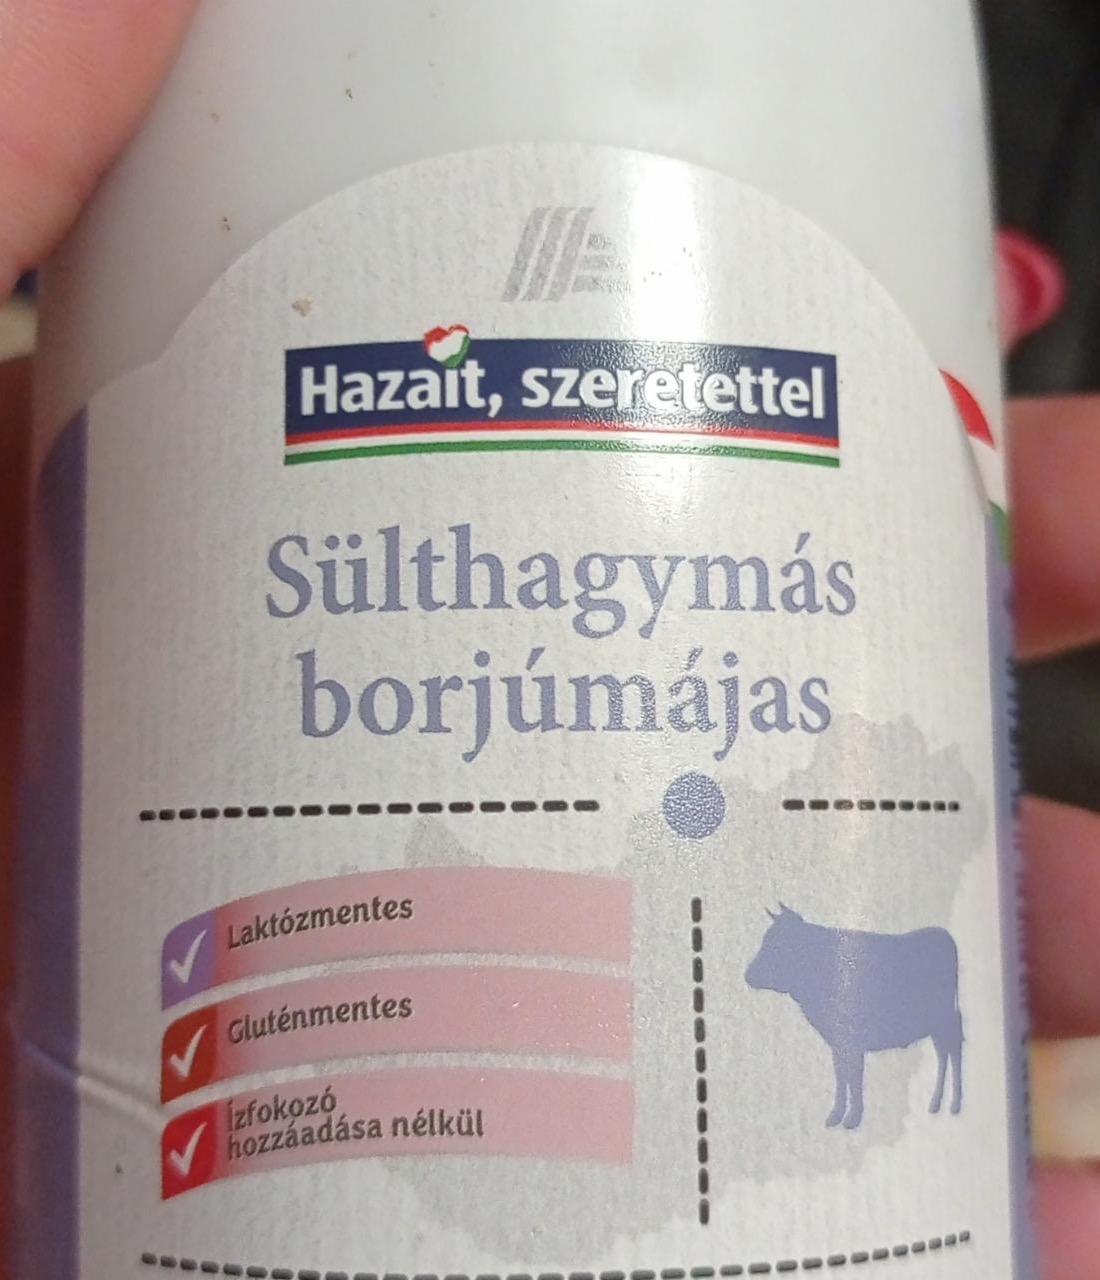 Hazait, szeretettel
Sülthagymás
borjúmájas
Laktózmentes
Gluténmentes
Ízfokozó
hozzáadása nélkül